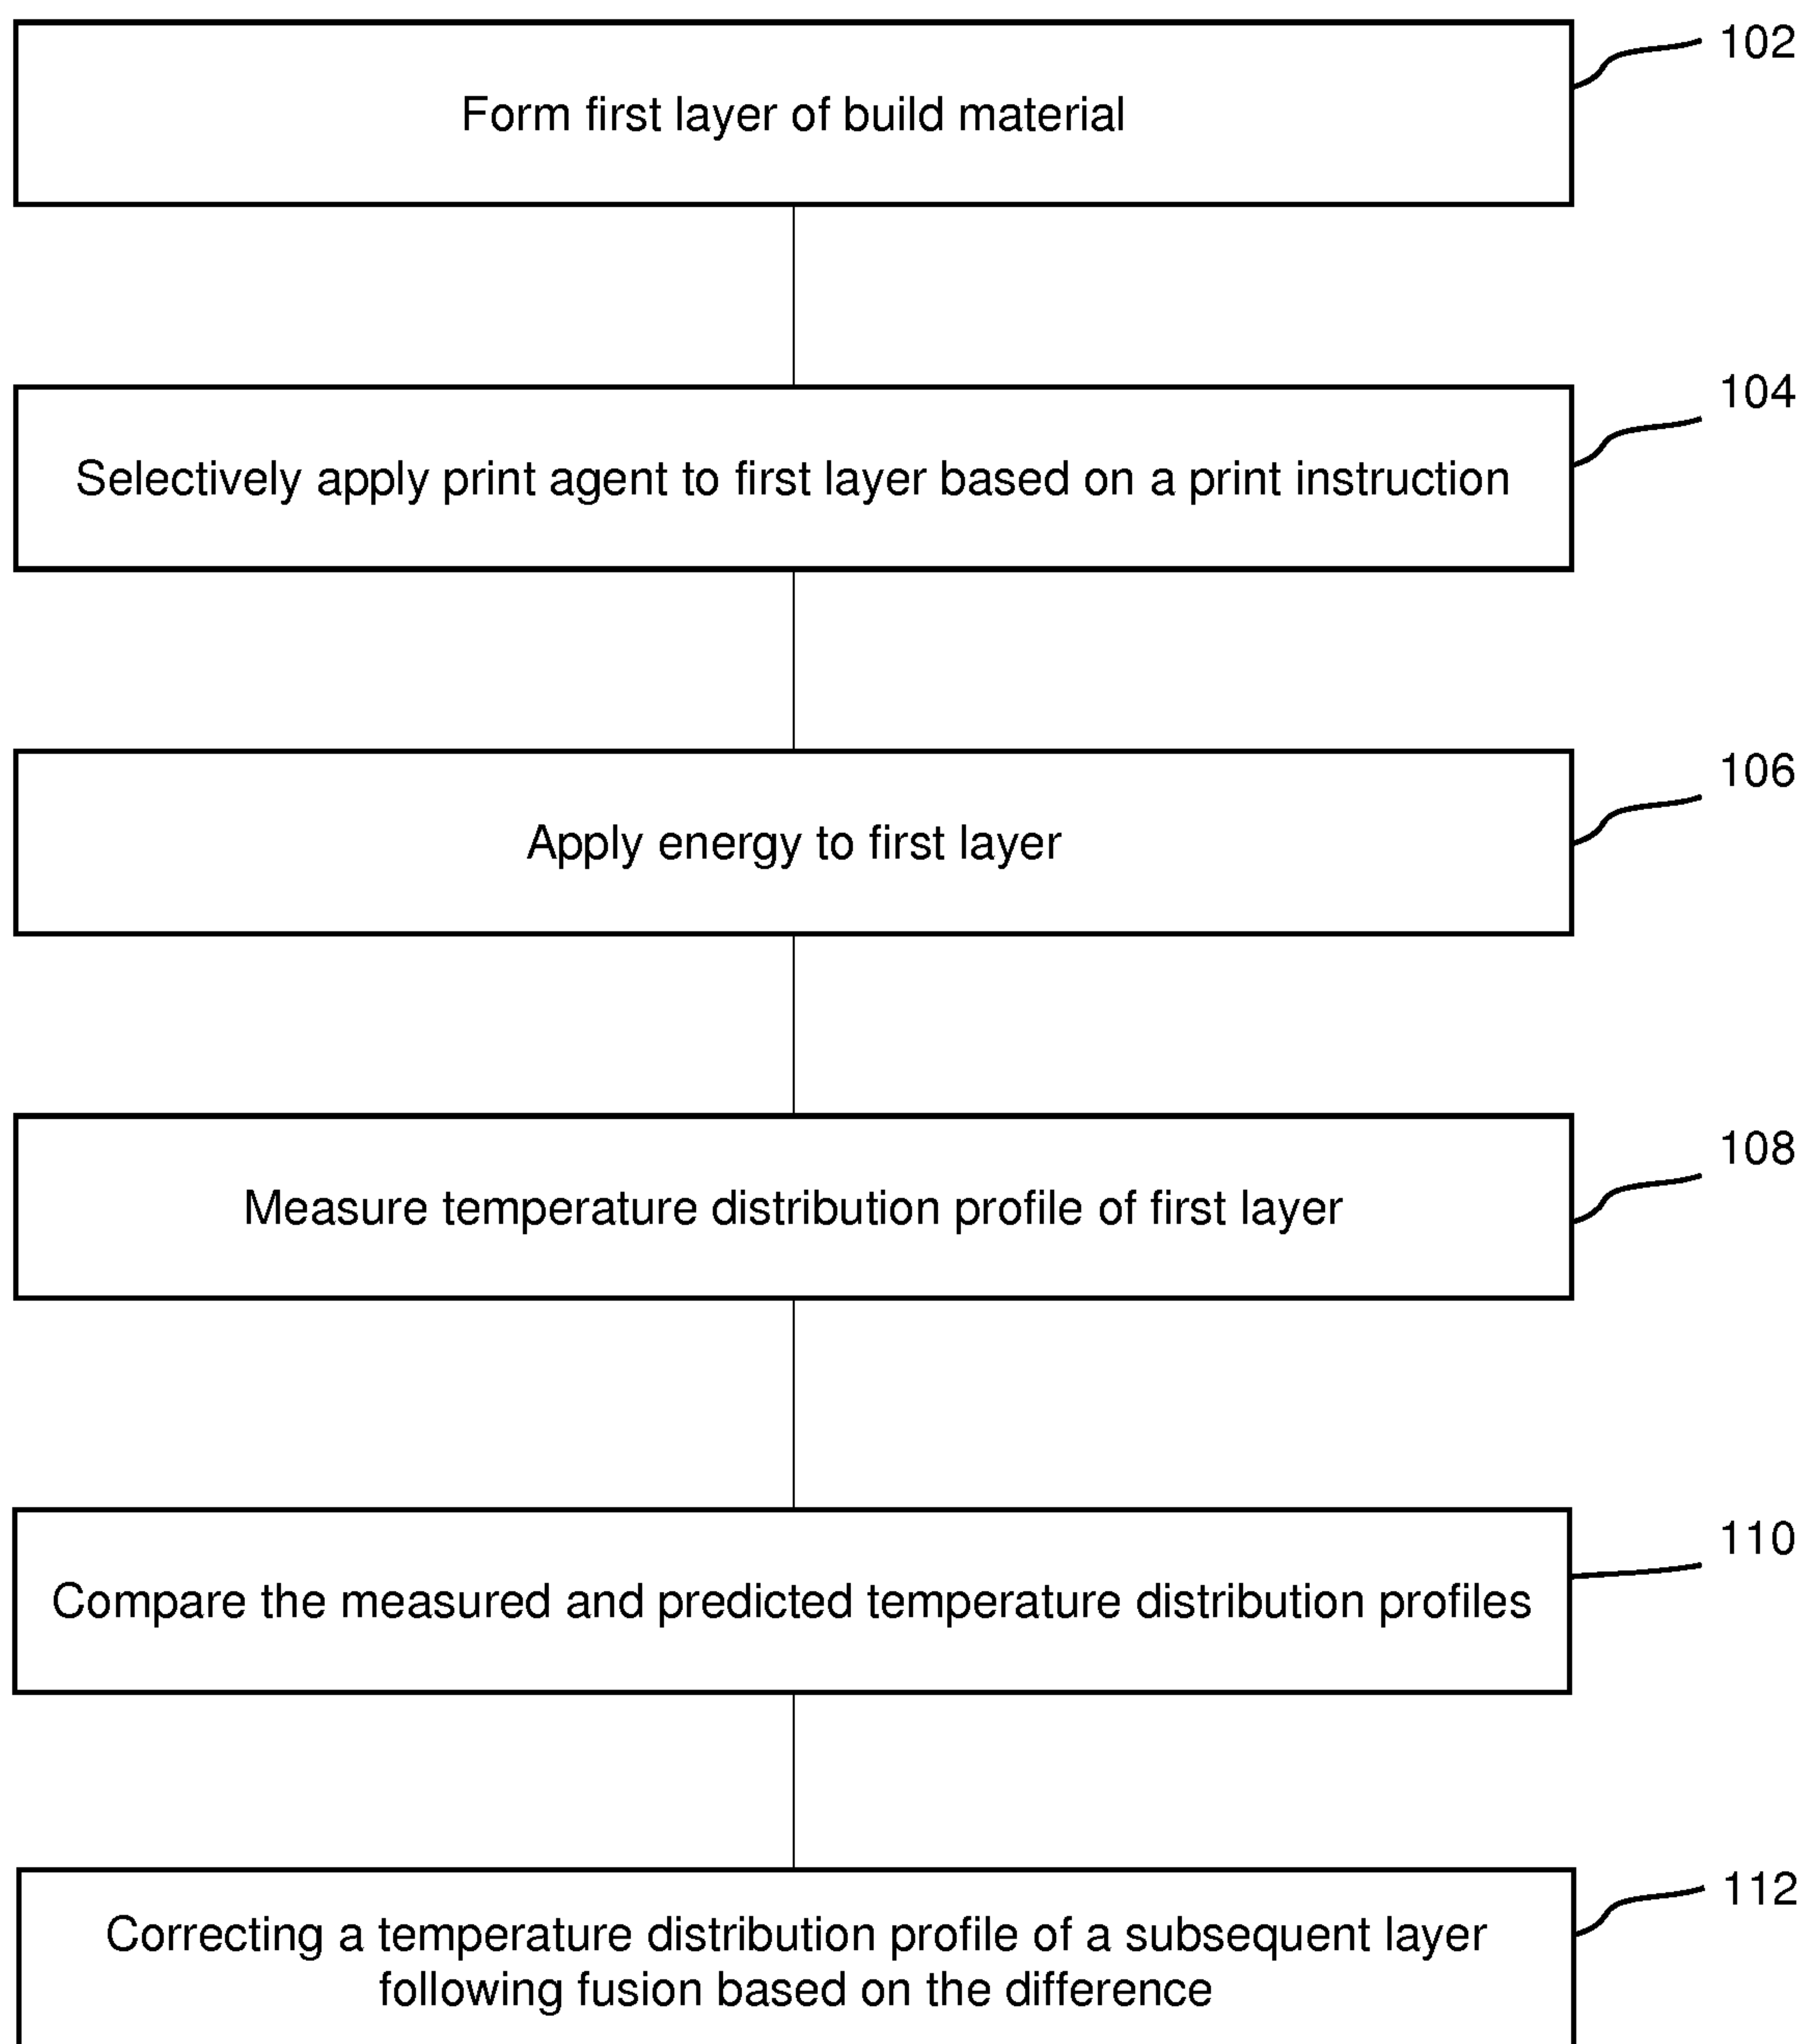 102
Form first layer of build material
104
Selectively apply print agent to first layer based on a print instruction
106
Apply energy to first layer
108
Measure temperature distribution profile of first layer
110
Compare the measured and predicted temperature distribution profiles
112
Correcting a temperature distribution profile of a subsequent layer
following fusion based on the difference